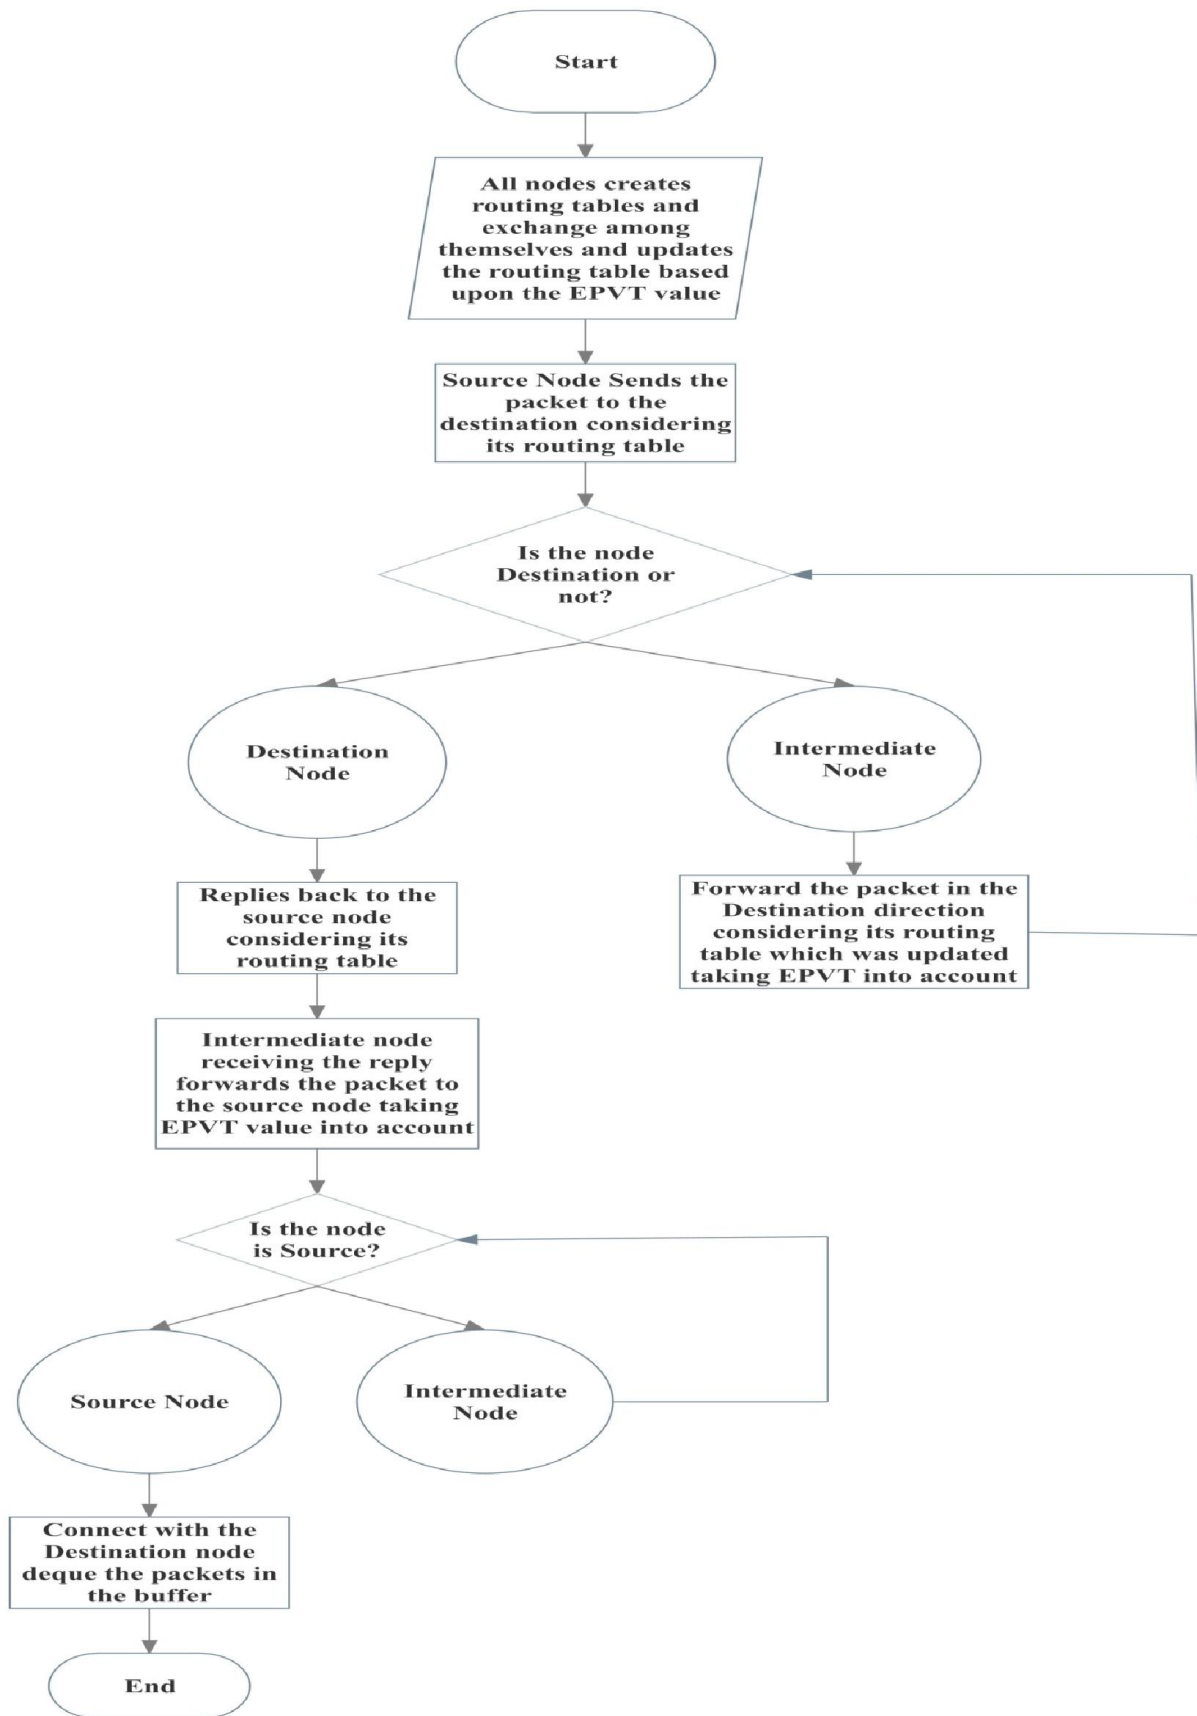 Start
All nodes creates
routing tables and
exchange among
themselves and updates
the routing table based
upon the EPVT value
Source Node Sends the
packet to the
destination considering
its routing table
Is the node
Destination or
not?
Destination
Node
Intermediate
Node
Replies back to the
source node
considering its
routing table
Forward the packet in the
Destination direction
considering its routing
table which was updated
taking EPVT into account
Intermediate node
receiving the reply
forwards the packet to
the source node taking
EPVT value into account
Is the node
is Source?
Source Node
Intermediate
Node
Connect with the
Destination node
deque the packets in
the buffer
End